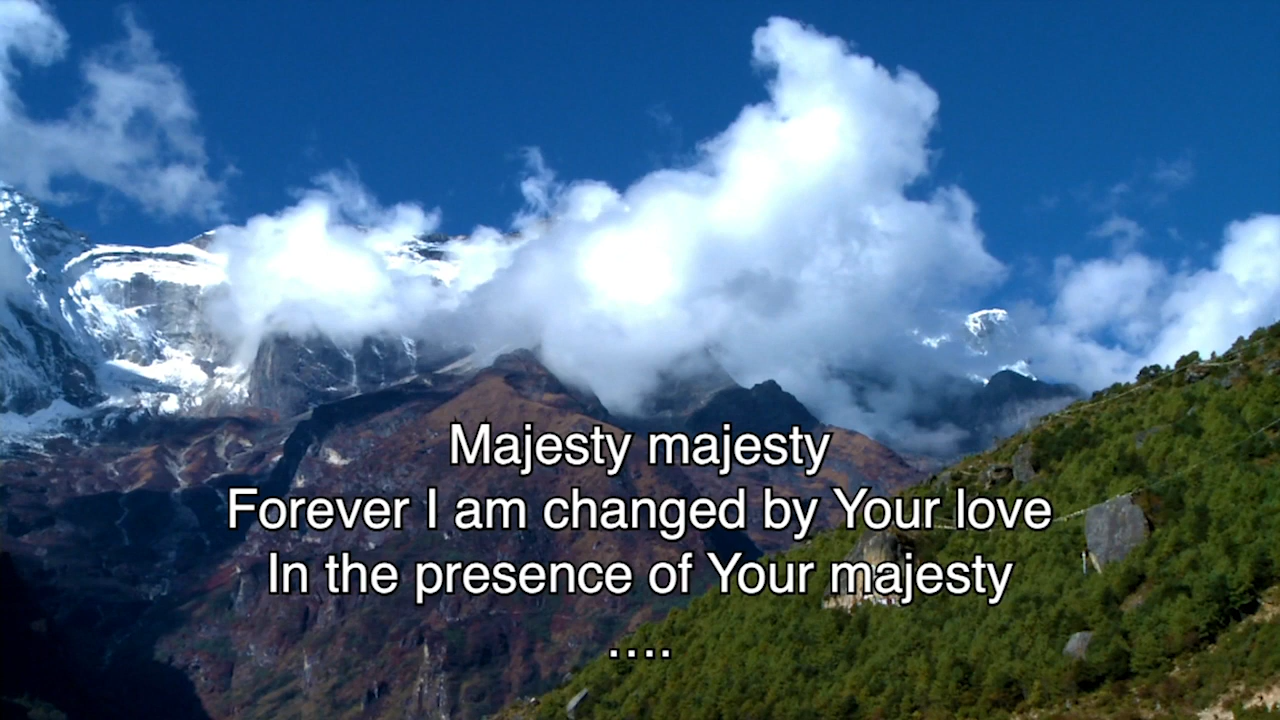 Majesty majesty
Forever I am changed by Your love
In the presence of Your majesty
....